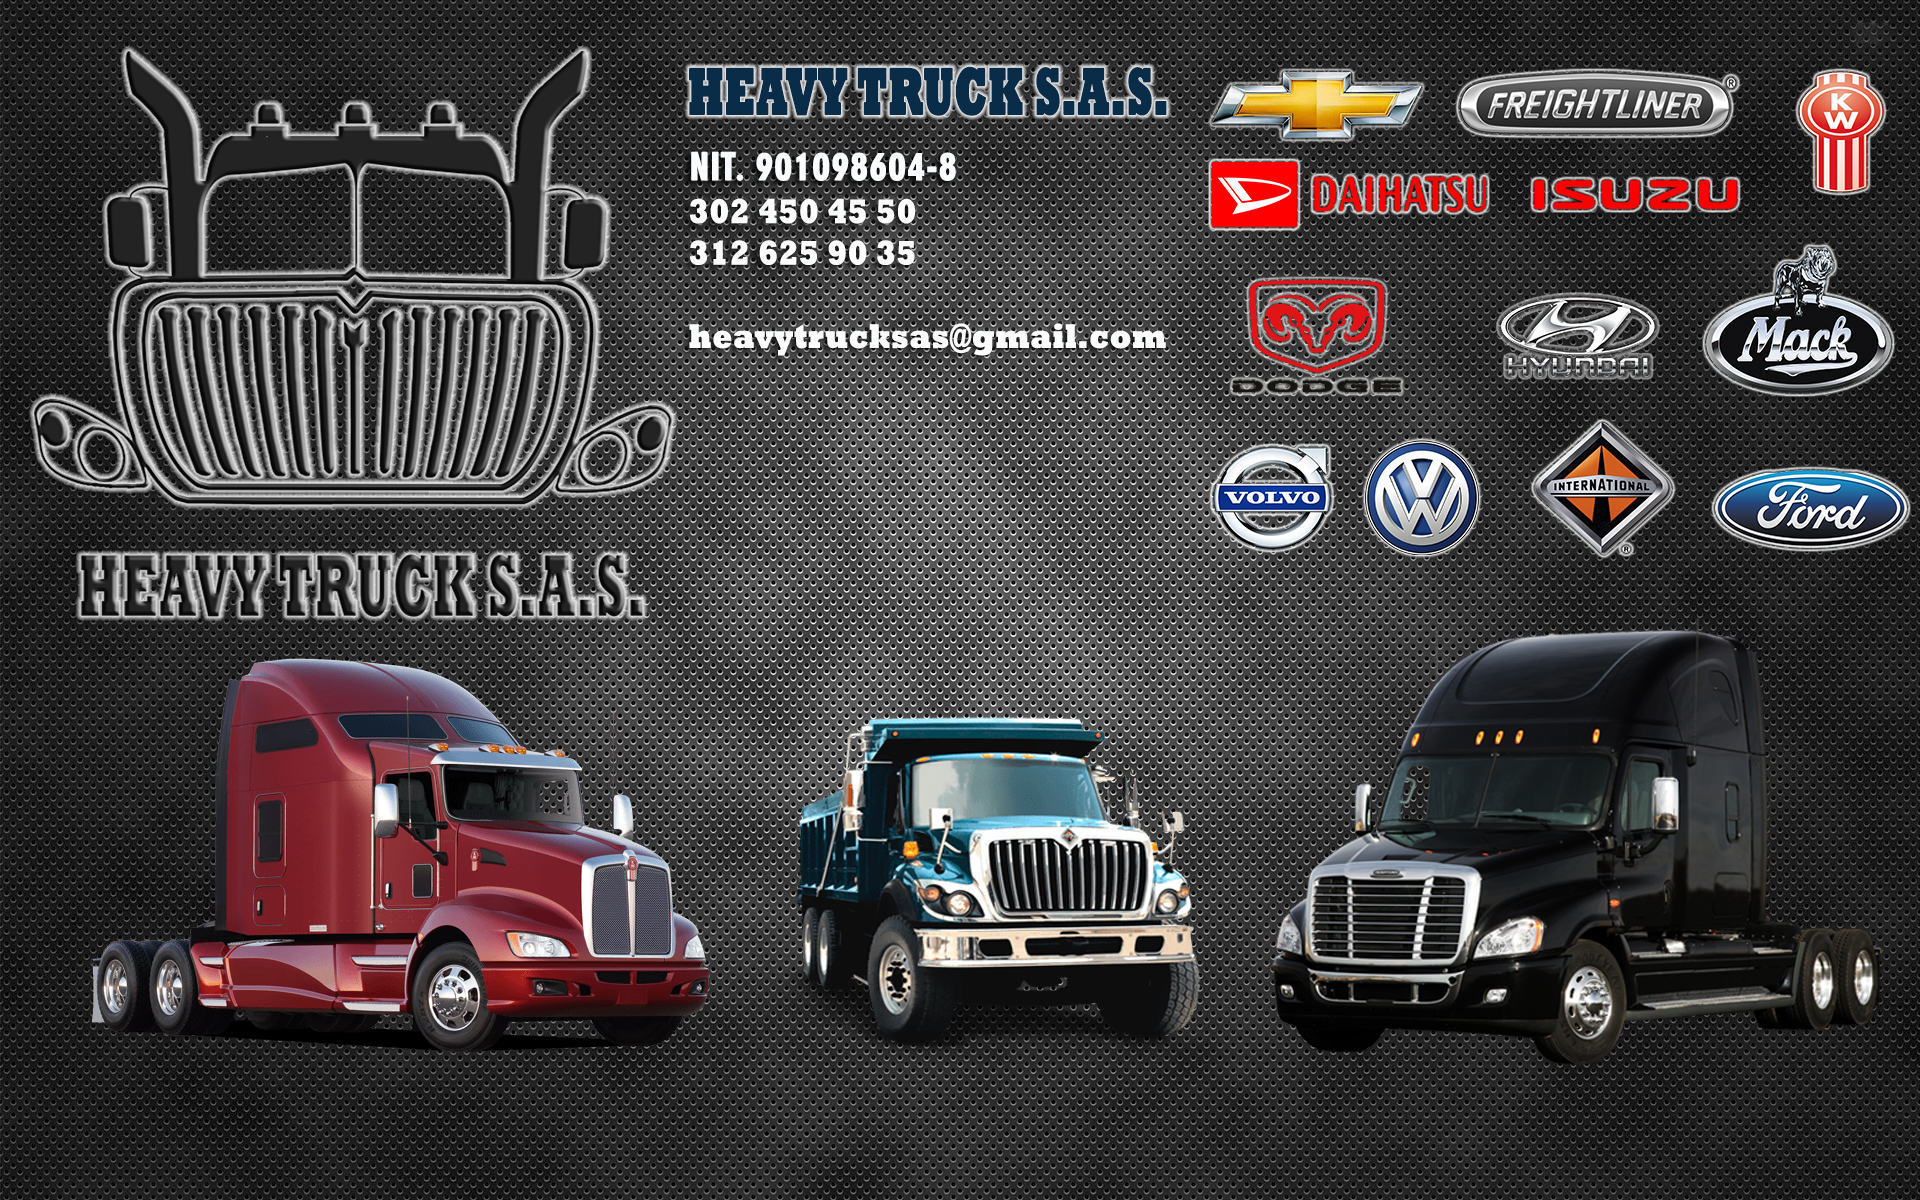 HEAVY TRUCK S.A.S.
NIT. 901098604-8
302 450 45 50
312 625 90 35
heavytrucksas@gmail.com
HEAVY TRUCK S.A.S.
FREIGHTLINER®
KW
DAIHATSU
ISUZU
DODGE
HYUNDAI
Mack
VOLVO
VW
INTERNATIONAL®
Ford